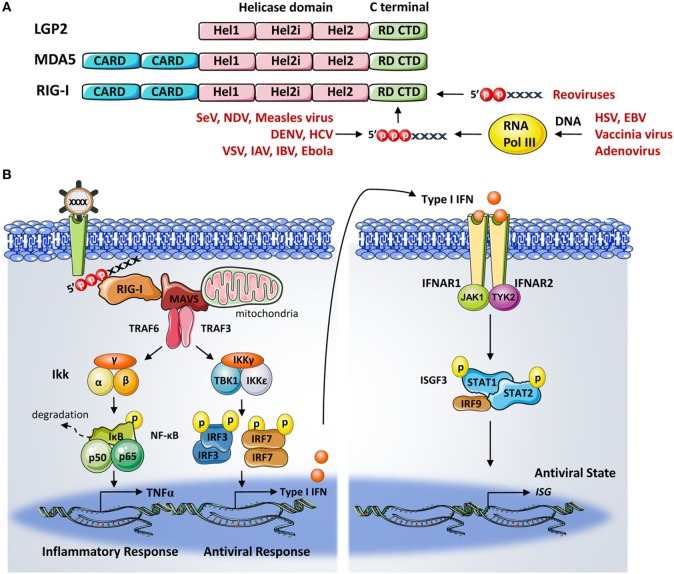 A
Helicase domain
C terminal
LGP2
Hel1
Hel2i
Hel2
RD CTD
MDA5
CARD
CARD
Hel1
Hel2i
Hel2
RD CTD
RIG-I
CARD
CARD
Hel1
Hel2i
Hel2
RD CTD
5' p p xxxx
Reoviruses
SeV, NDV, Measles virus
DENV, HCV
VSV, IAV, IBV, Ebola
5' p p p xxxx
RNA
Pol III
DNA
HSV, EBV
Vaccinia virus
Adenovirus
B
xxxx
5' p p p xxxx
RIG-I
MAVS
mitochondria
TRAF6
TRAF3
Ikk
γ
α
β
IKKγ
TBK1
IKKε
degradation
IκB
p
p50
p65
NF-κB
p
p
IRF3
IRF3
p
p
IRF7
IRF7
TNFα
Type I IFN
Inflammatory Response
Antiviral Response
Type I IFN
IFNAR1
IFNAR2
JAK1
TYK2
ISGF3
p
STAT1
p
STAT2
IRF9
Antiviral State
ISG